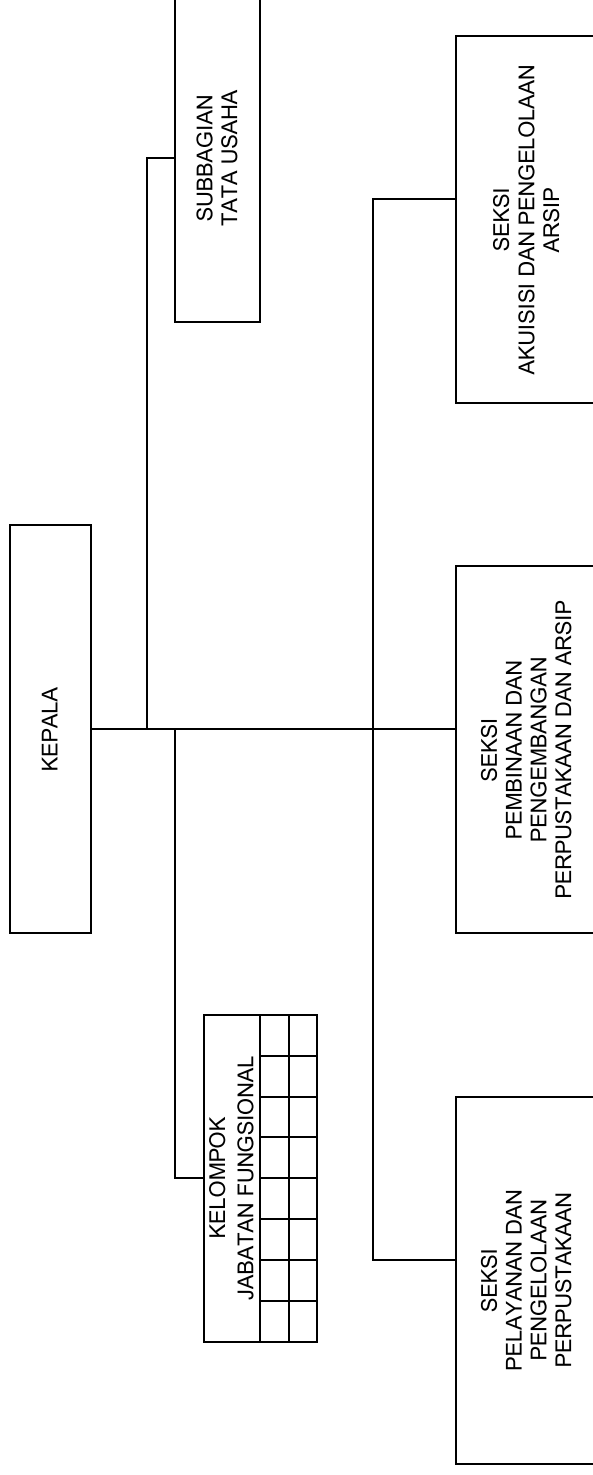 KEPALA
SUBBAGIAN
TATA USAHA
KELOMPOK
JABATAN FUNGSIONAL
SEKSI
PELAYANAN DAN
PENGELOLAAN
PERPUSTAKAAN
SEKSI
PEMBINAAN DAN
PENGEMBANGAN
PERPUSTAKAAN DAN ARSIP
SEKSI
AKUISISI DAN PENGELOLAAN
ARSIP